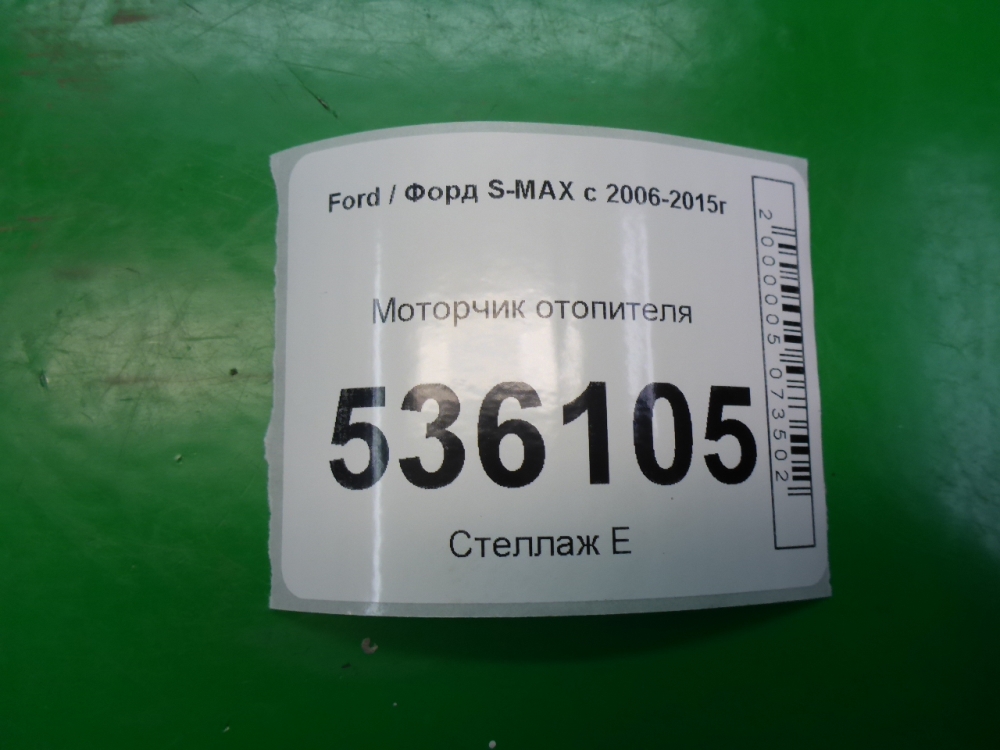 Ford / Форд S-MAX с 2006-2015г
Моторчик отопителя
536105
Стеллаж Е
2000005073502